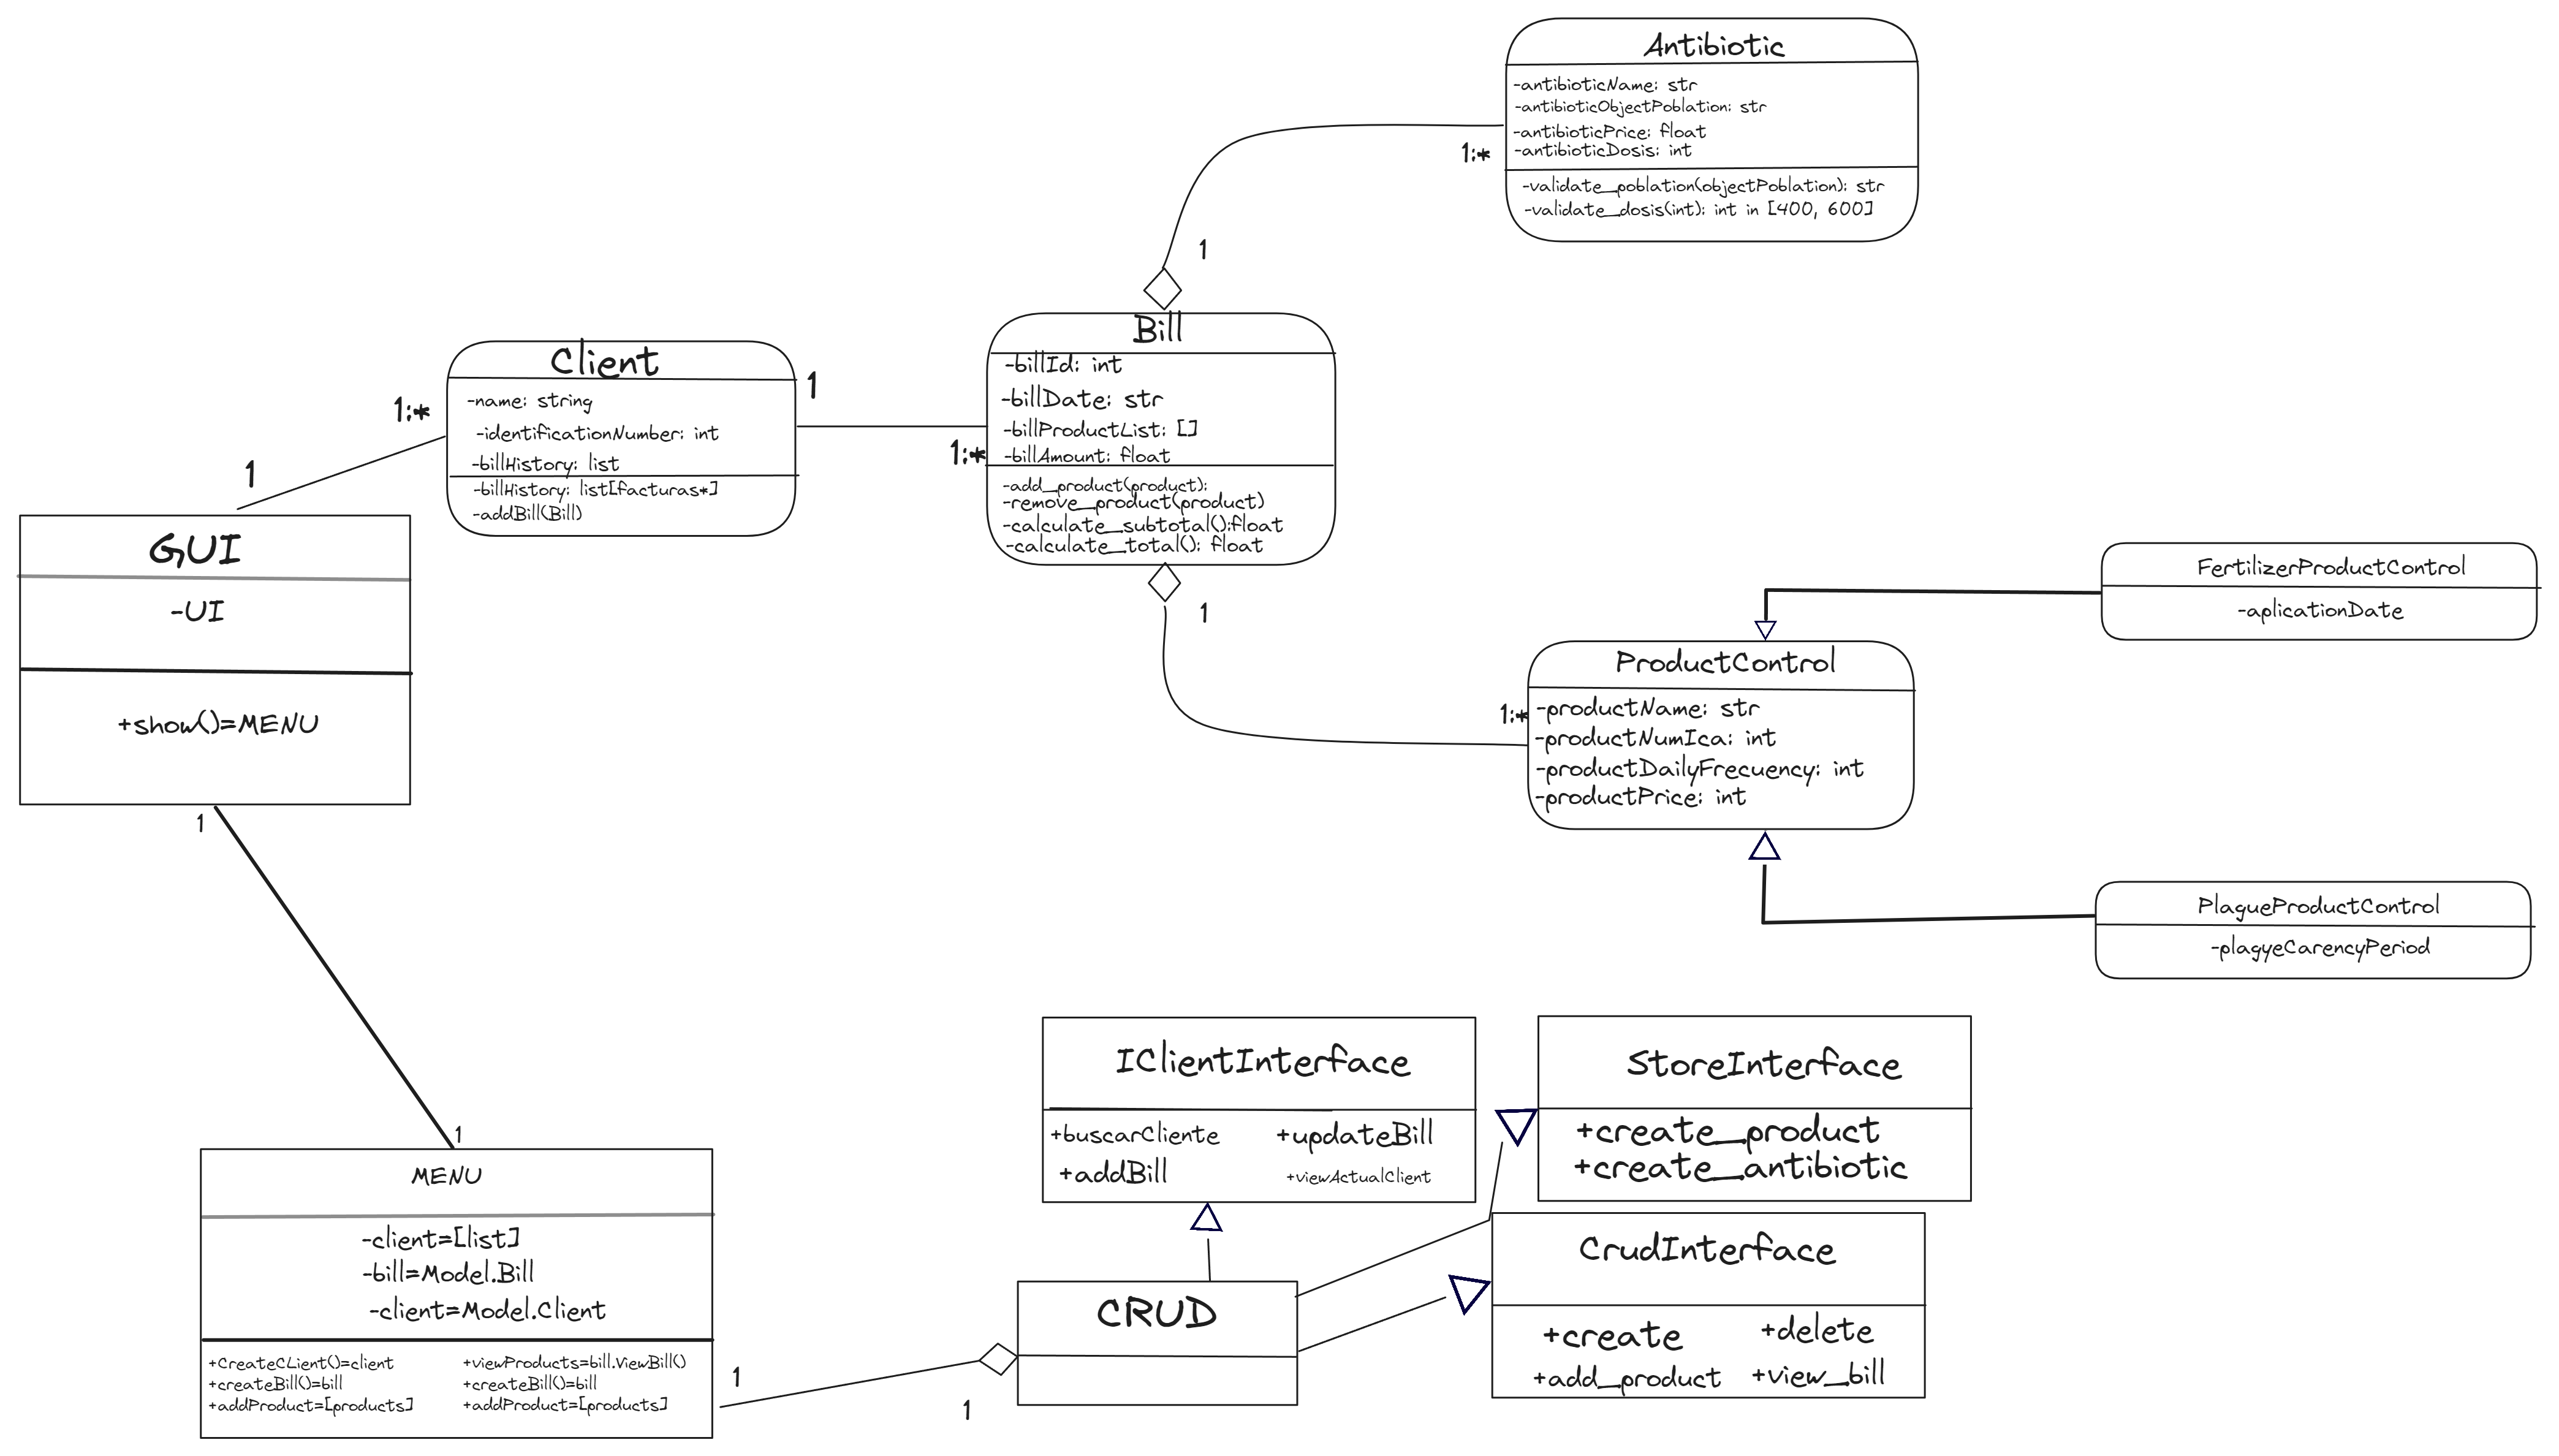 Antibiotic
-antibioticName: str
-antibioticObjectPoblation: str
-antibioticPrice: float
-antibioticDosis: int
-validate_poblation(objectPoblation): str
-validate_dosis(int): int in [400, 600]
1:*
1
Bill
-billId: int
-billDate: str
-billProductList: []
-billAmount: float
-add_product(product):
-remove_product(product)
-calculate_subtotal():float
-calculate_total(): float
1
1:*
Client
-name: string
-identificationNumber: int
-billHistory: list
-billHistory: list[facturas*]
-addBill(Bill)
1:*
1
GUI
-UI
+show()=MENU
1
1
1:*
FertilizerProductControl
-aplicationDate
ProductControl
-productName: str
-productNumIca: int
-productDailyFrecuency: int
-productPrice: int
PlagueProductControl
-plagyeCarencyPeriod
IClientInterface
+buscarCliente
+updateBill
+addBill
+viewActualClient
StoreInterface
+create_product
+create_antibiotic
1
MENU
-client=[list]
-bill=Model.Bill
-client=Model.Client
+CreateCLient()=client
+createBill()=bill
+addProduct=[products]
+viewProducts=bill.ViewBill()
+createBill()=bill
+addProduct=[products]
1
1
CRUD
CrudInterface
+create
+delete
+add_product
+view_bill